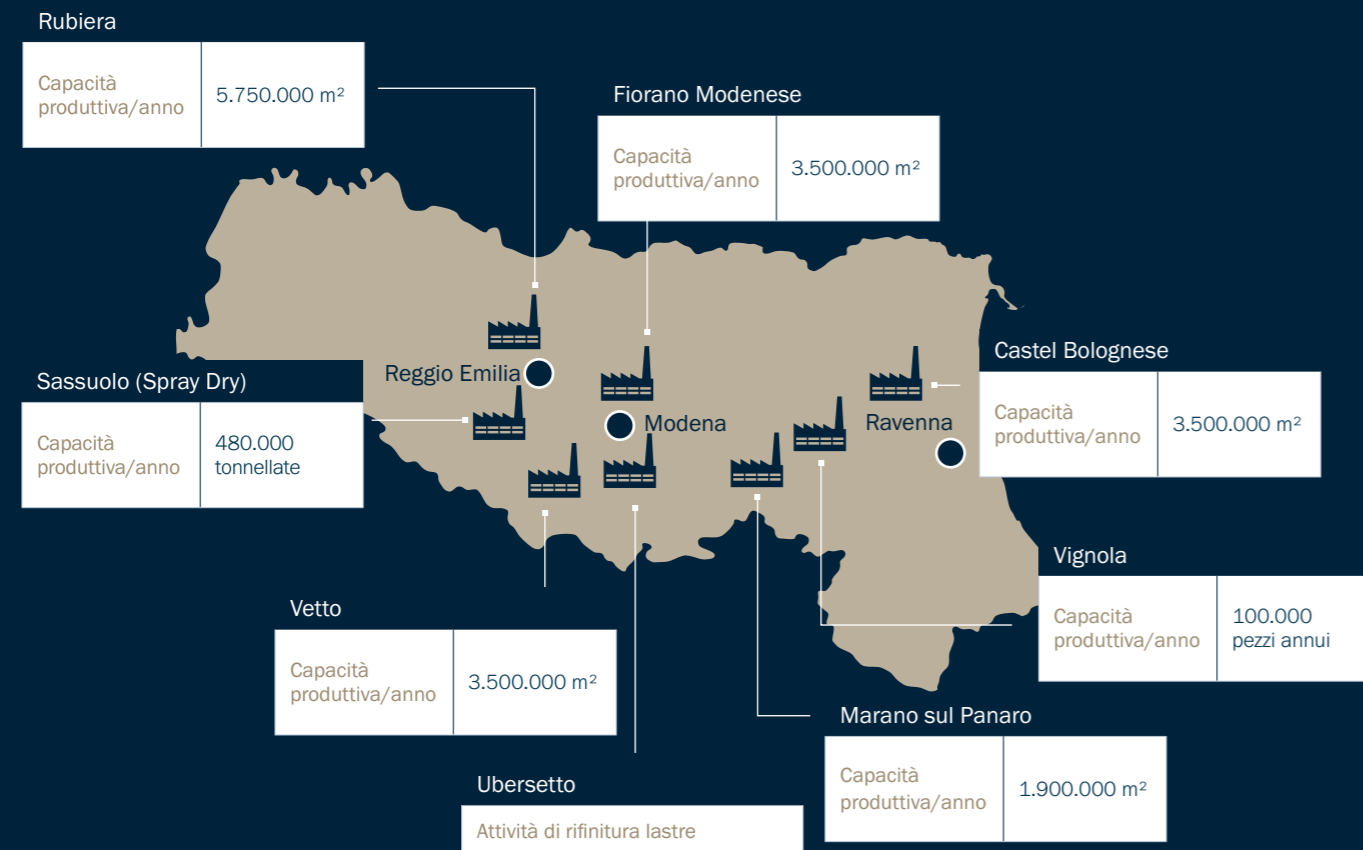 Rubiera
Capacità
produttiva/anno
5.750.000 m²
Fiorano Modenese
Capacità
produttiva/anno
3.500.000 m²
Castel Bolognese
Capacità
produttiva/anno
3.500.000 m²
Sassuolo (Spray Dry)
Capacità
produttiva/anno
480.000
tonnellate
Reggio Emilia
Modena
Ravenna
Vignola
Capacità
produttiva/anno
100.000
pezzi annui
Vetto
Capacità
produttiva/anno
3.500.000 m²
Marano sul Panaro
Capacità
produttiva/anno
1.900.000 m²
Ubersetto
Attività di rifinitura lastre